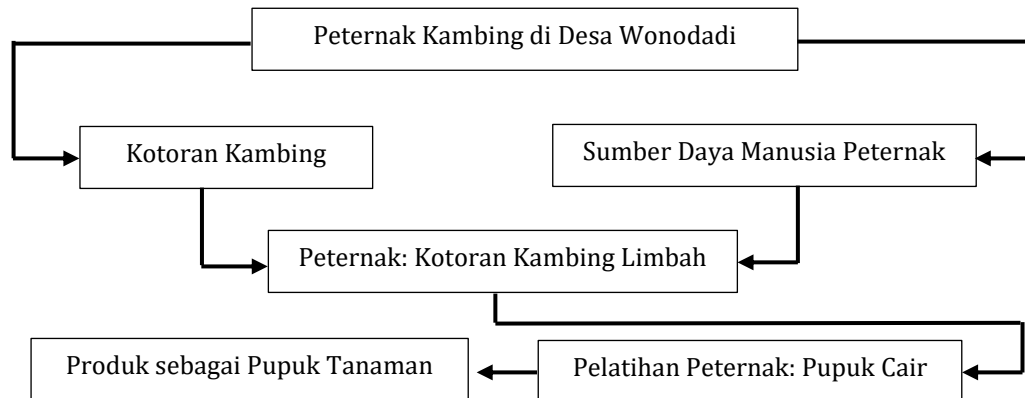 Peternak Kambing di Desa Wonodadi
Kotoran Kambing
Sumber Daya Manusia Peternak
Peternak: Kotoran Kambing Limbah
Produk sebagai Pupuk Tanaman
Pelatihan Peternak: Pupuk Cair